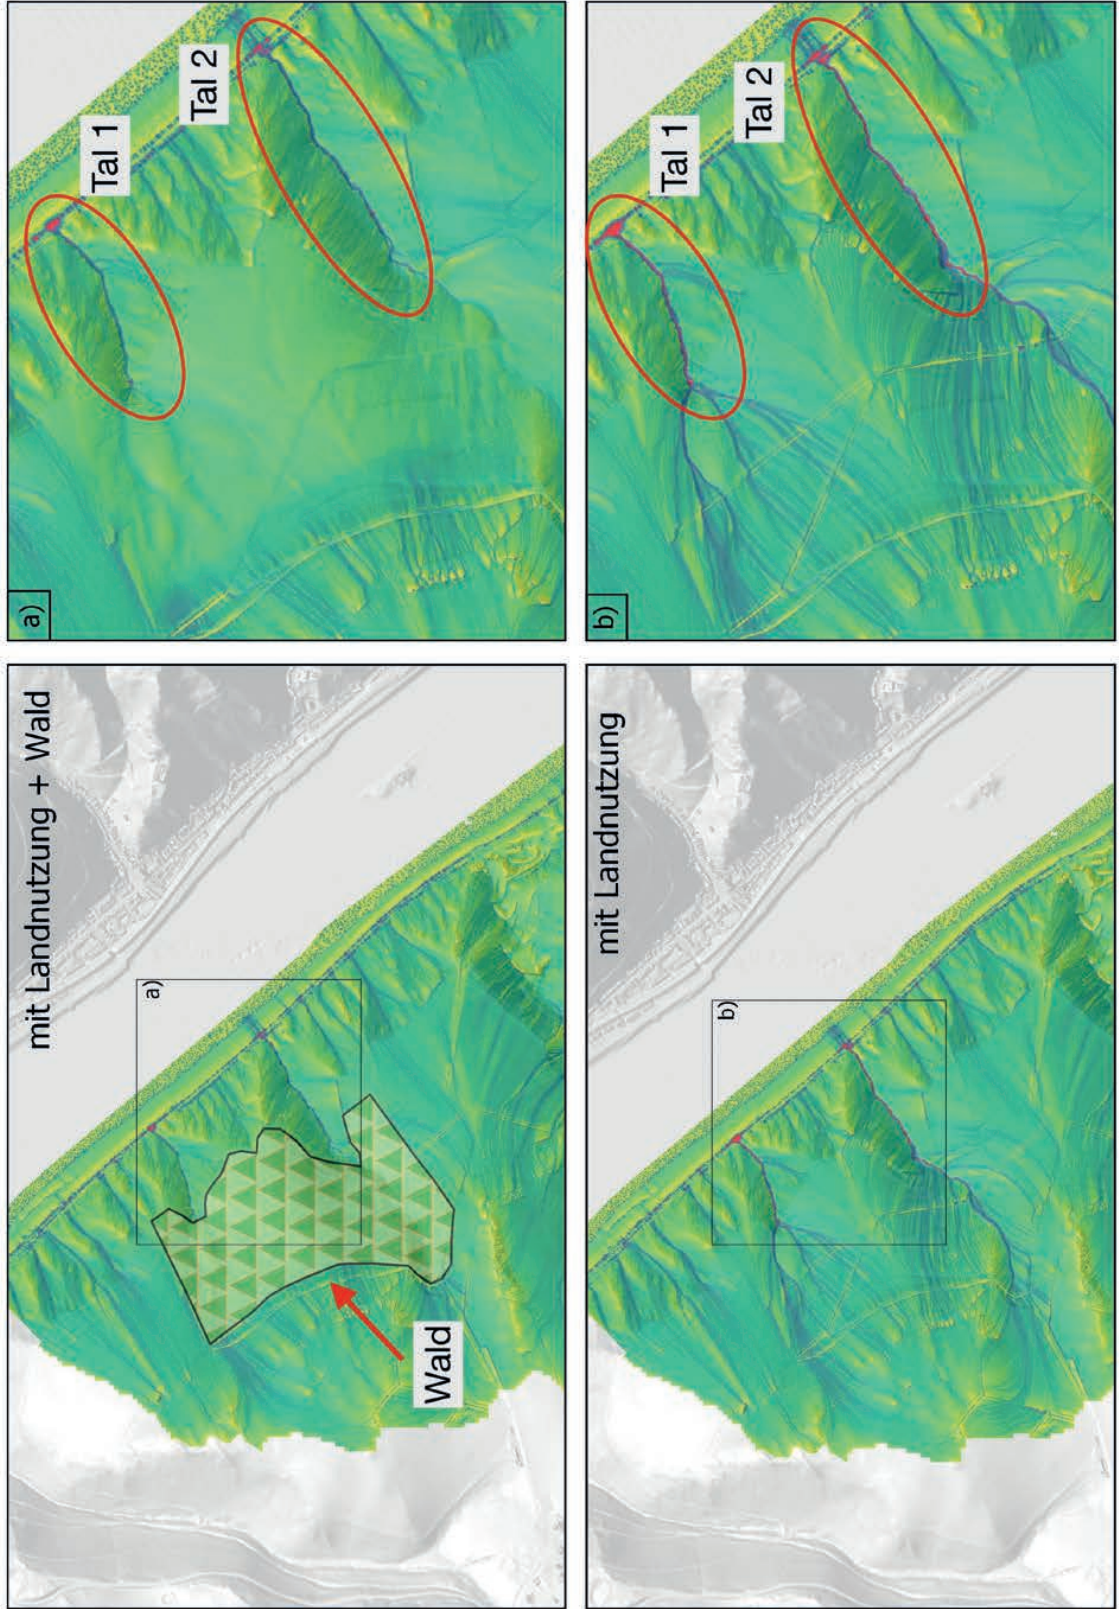 mit Landnutzung + Wald
a)
Wald
a)
Tal 1
Tal 2
mit Landnutzung
b)
b)
Tal 1
Tal 2